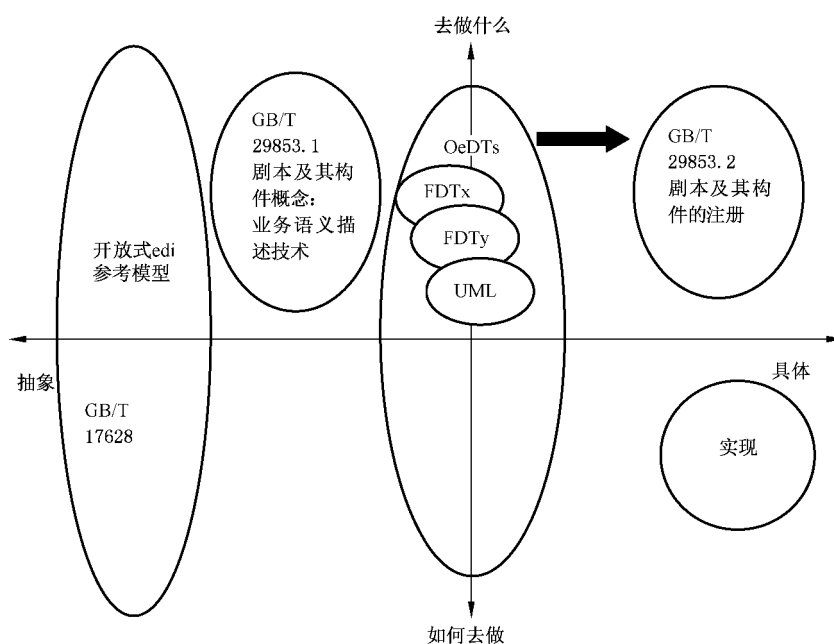 去做什么
GB/T
29853.1
剧本及其构
件概念：
业务语义描
述技术
OeDTs
FDTx
FDTy
UML
GB/T
29853.2
剧本及其构
件的注册
开放式edi
参考模型
抽象
具体
GB/T
17628
实现
如何去做